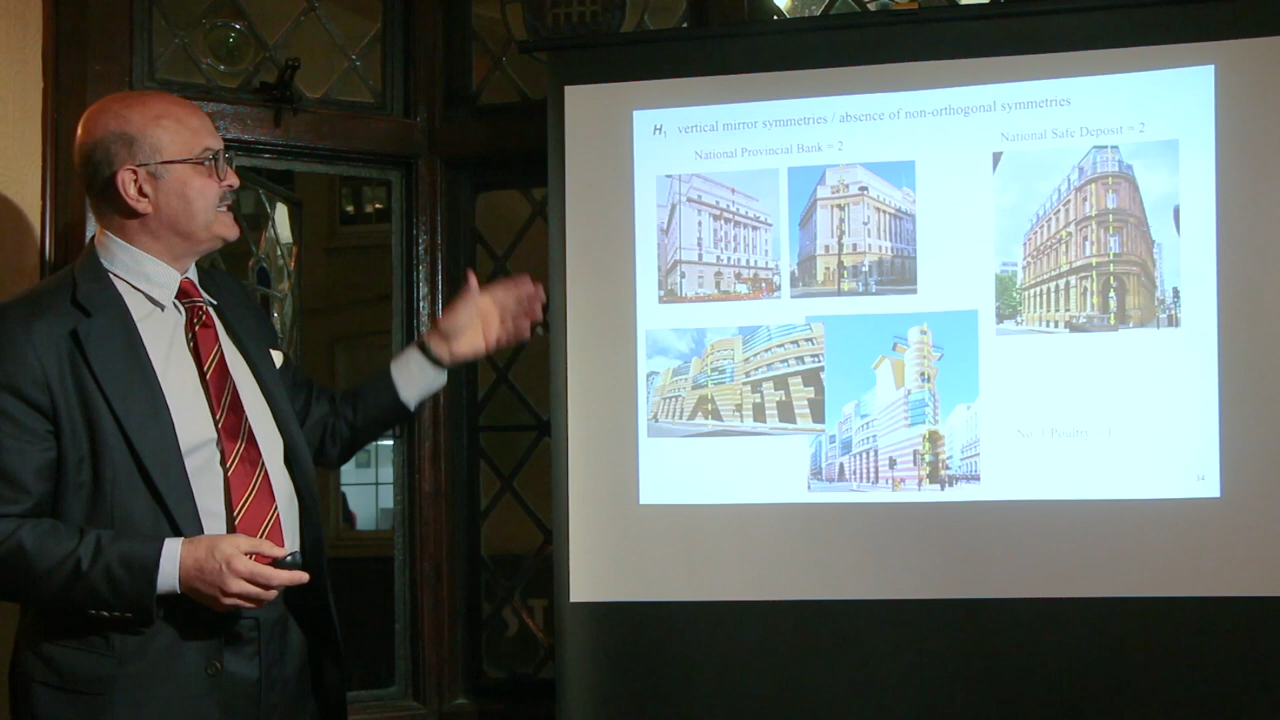 H1 vertical mirror symmetries / absence of non-orthogonal symmetries
National Provincial Bank = 2
National Safe Deposit = 2
No 1 Poultry = 1
34